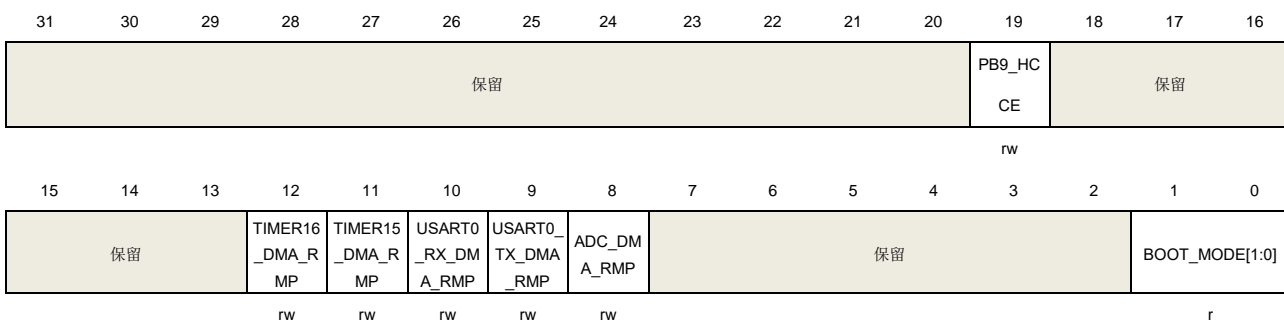 31 30 29 28 27 26 25 24 23 22 21 20 19 18 17 16
保留
PB9_HC
CE
保留
rw
15 14 13 12 11 10 9 8 7 6 5 4 3 2 1 0
保留
TIMER16
_DMA_R
MP
TIMER15
_DMA_R
MP
USART0
_RX_DM
A_RMP
USART0_
TX_DMA
_RMP
ADC_DM
A_RMP
保留
BOOT_MODE[1:0]
rw rw rw rw rw r